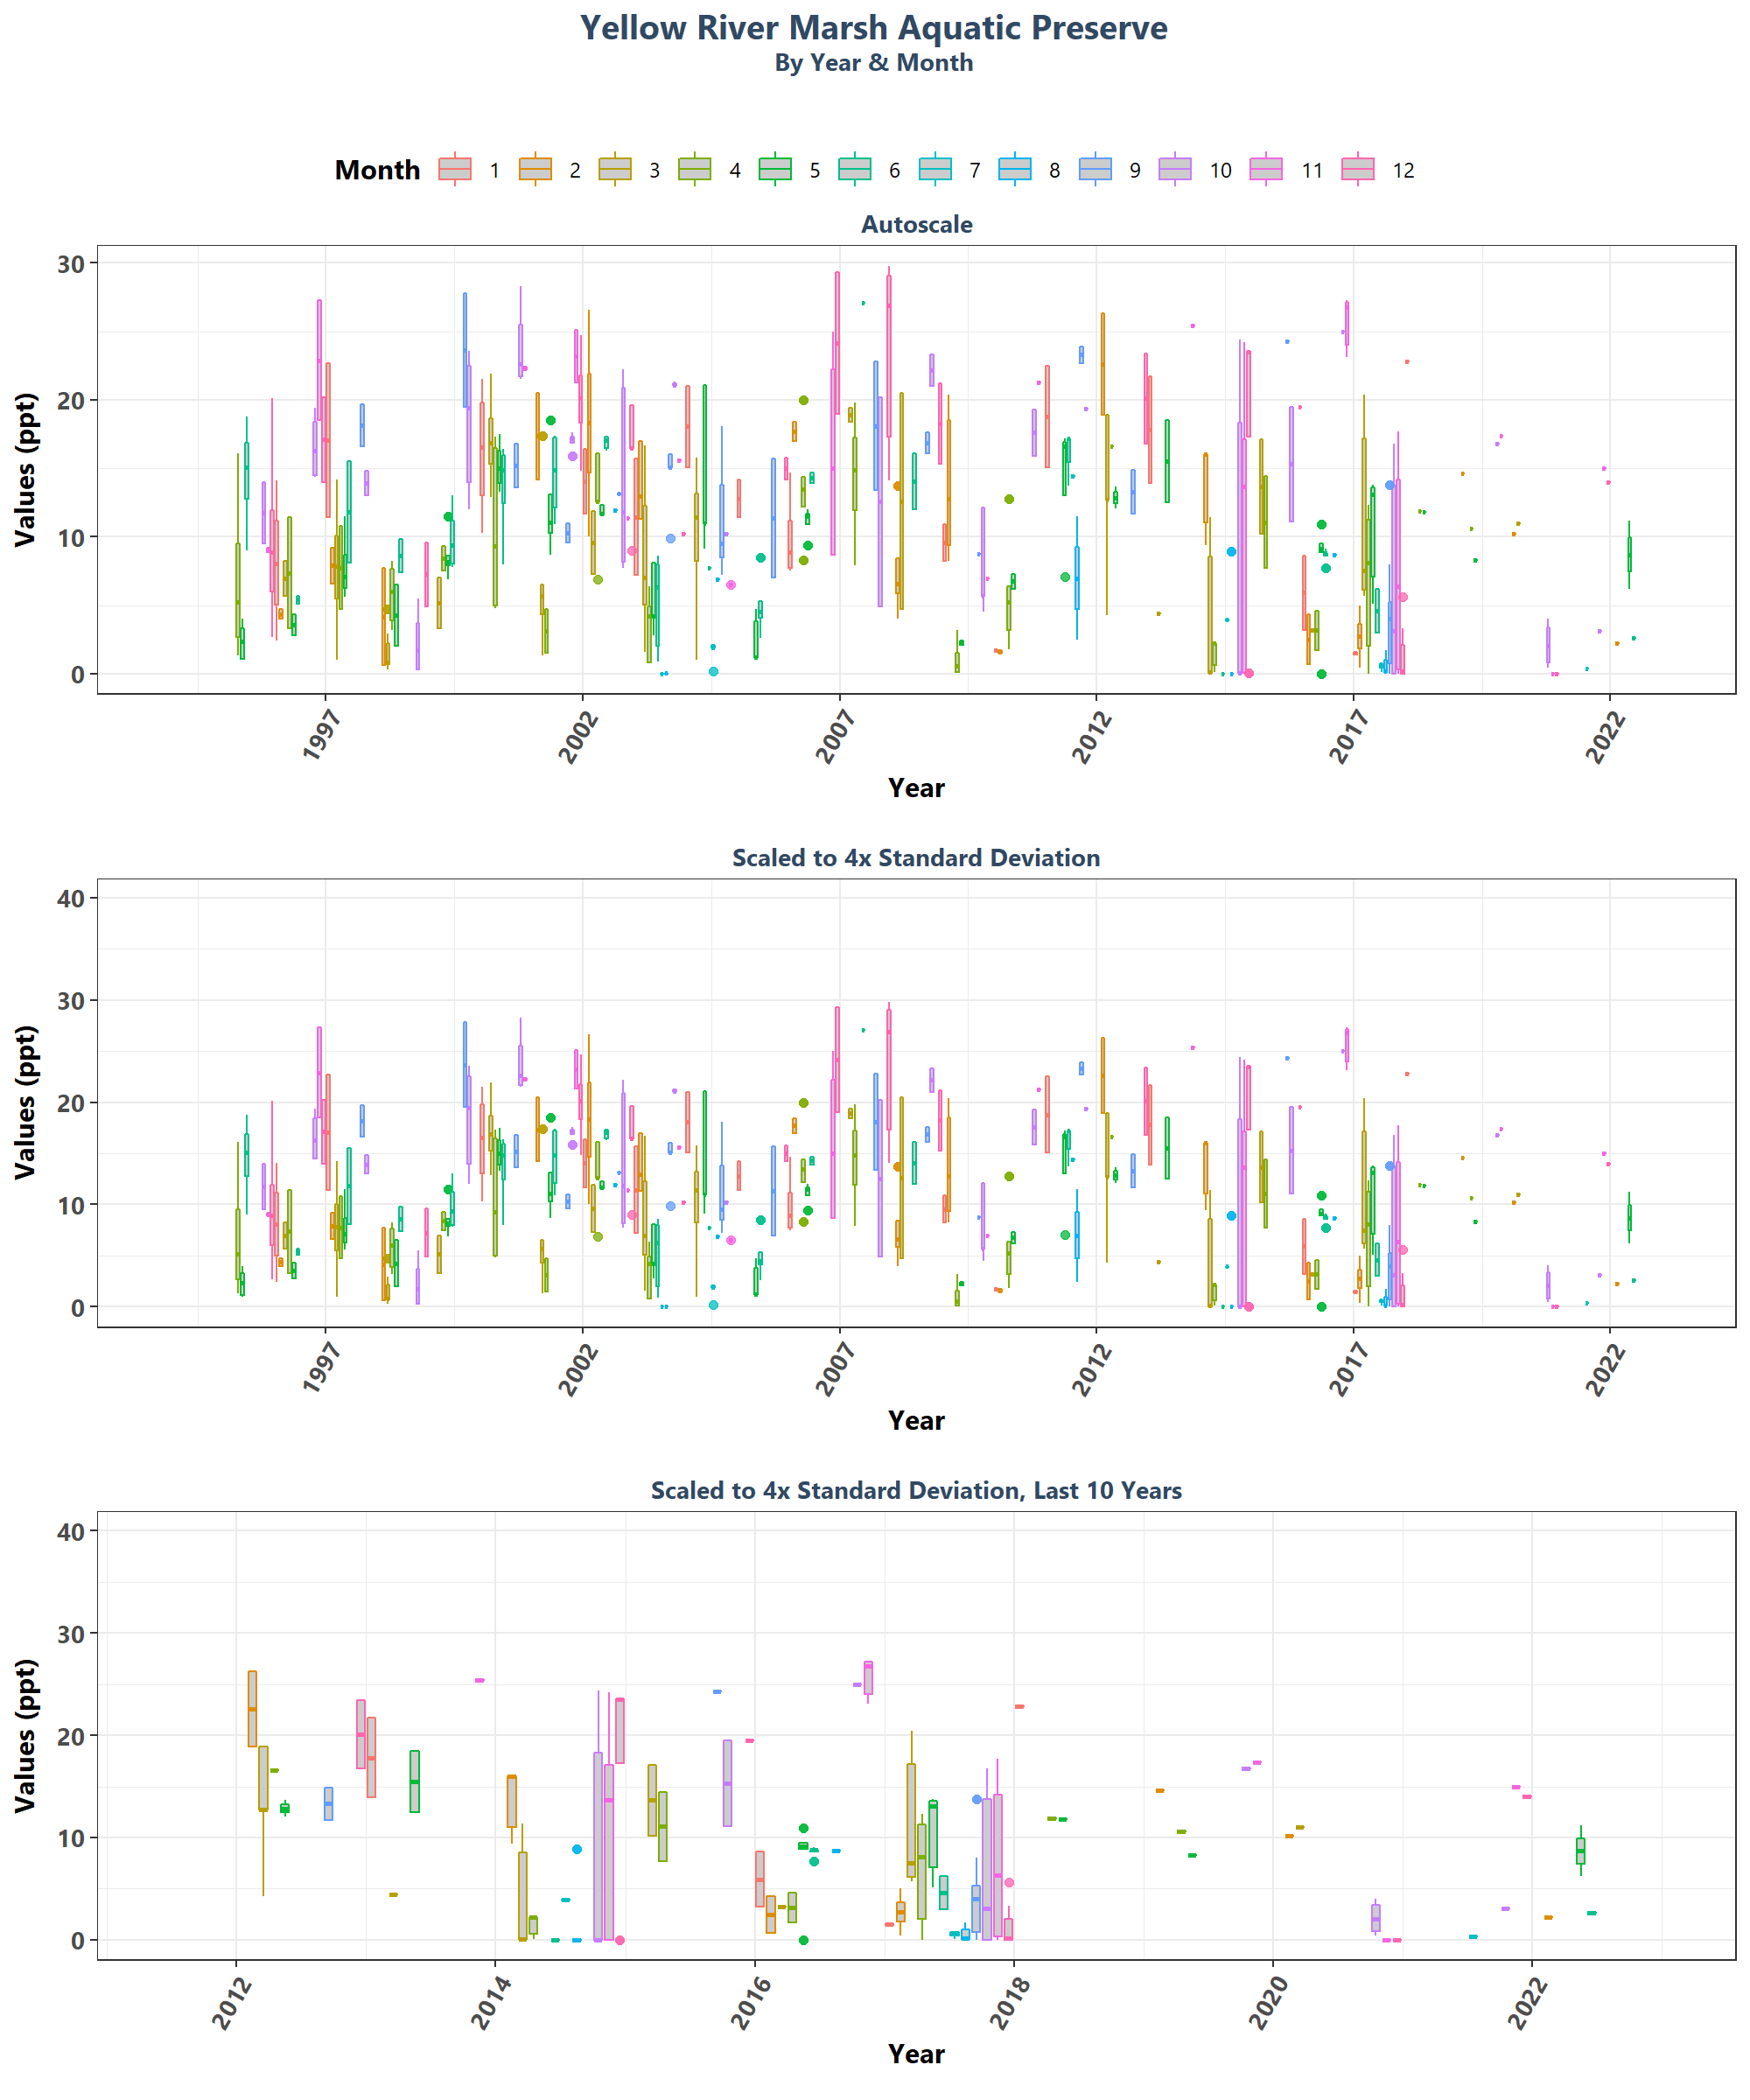 Yellow River Marsh Aquatic Preserve
By Year & Month
Month 1 2 3 4 5 6 7 8 9 10 11 12
Autoscale
Values (ppt)
30
20
10
0
1997 2002 2007 2012 2017 2022
Year
Scaled to 4x Standard Deviation
Values (ppt)
40
30
20
10
0
1997 2002 2007 2012 2017 2022
Year
Scaled to 4x Standard Deviation, Last 10 Years
Values (ppt)
40
30
20
10
0
2012 2014 2016 2018 2020 2022
Year